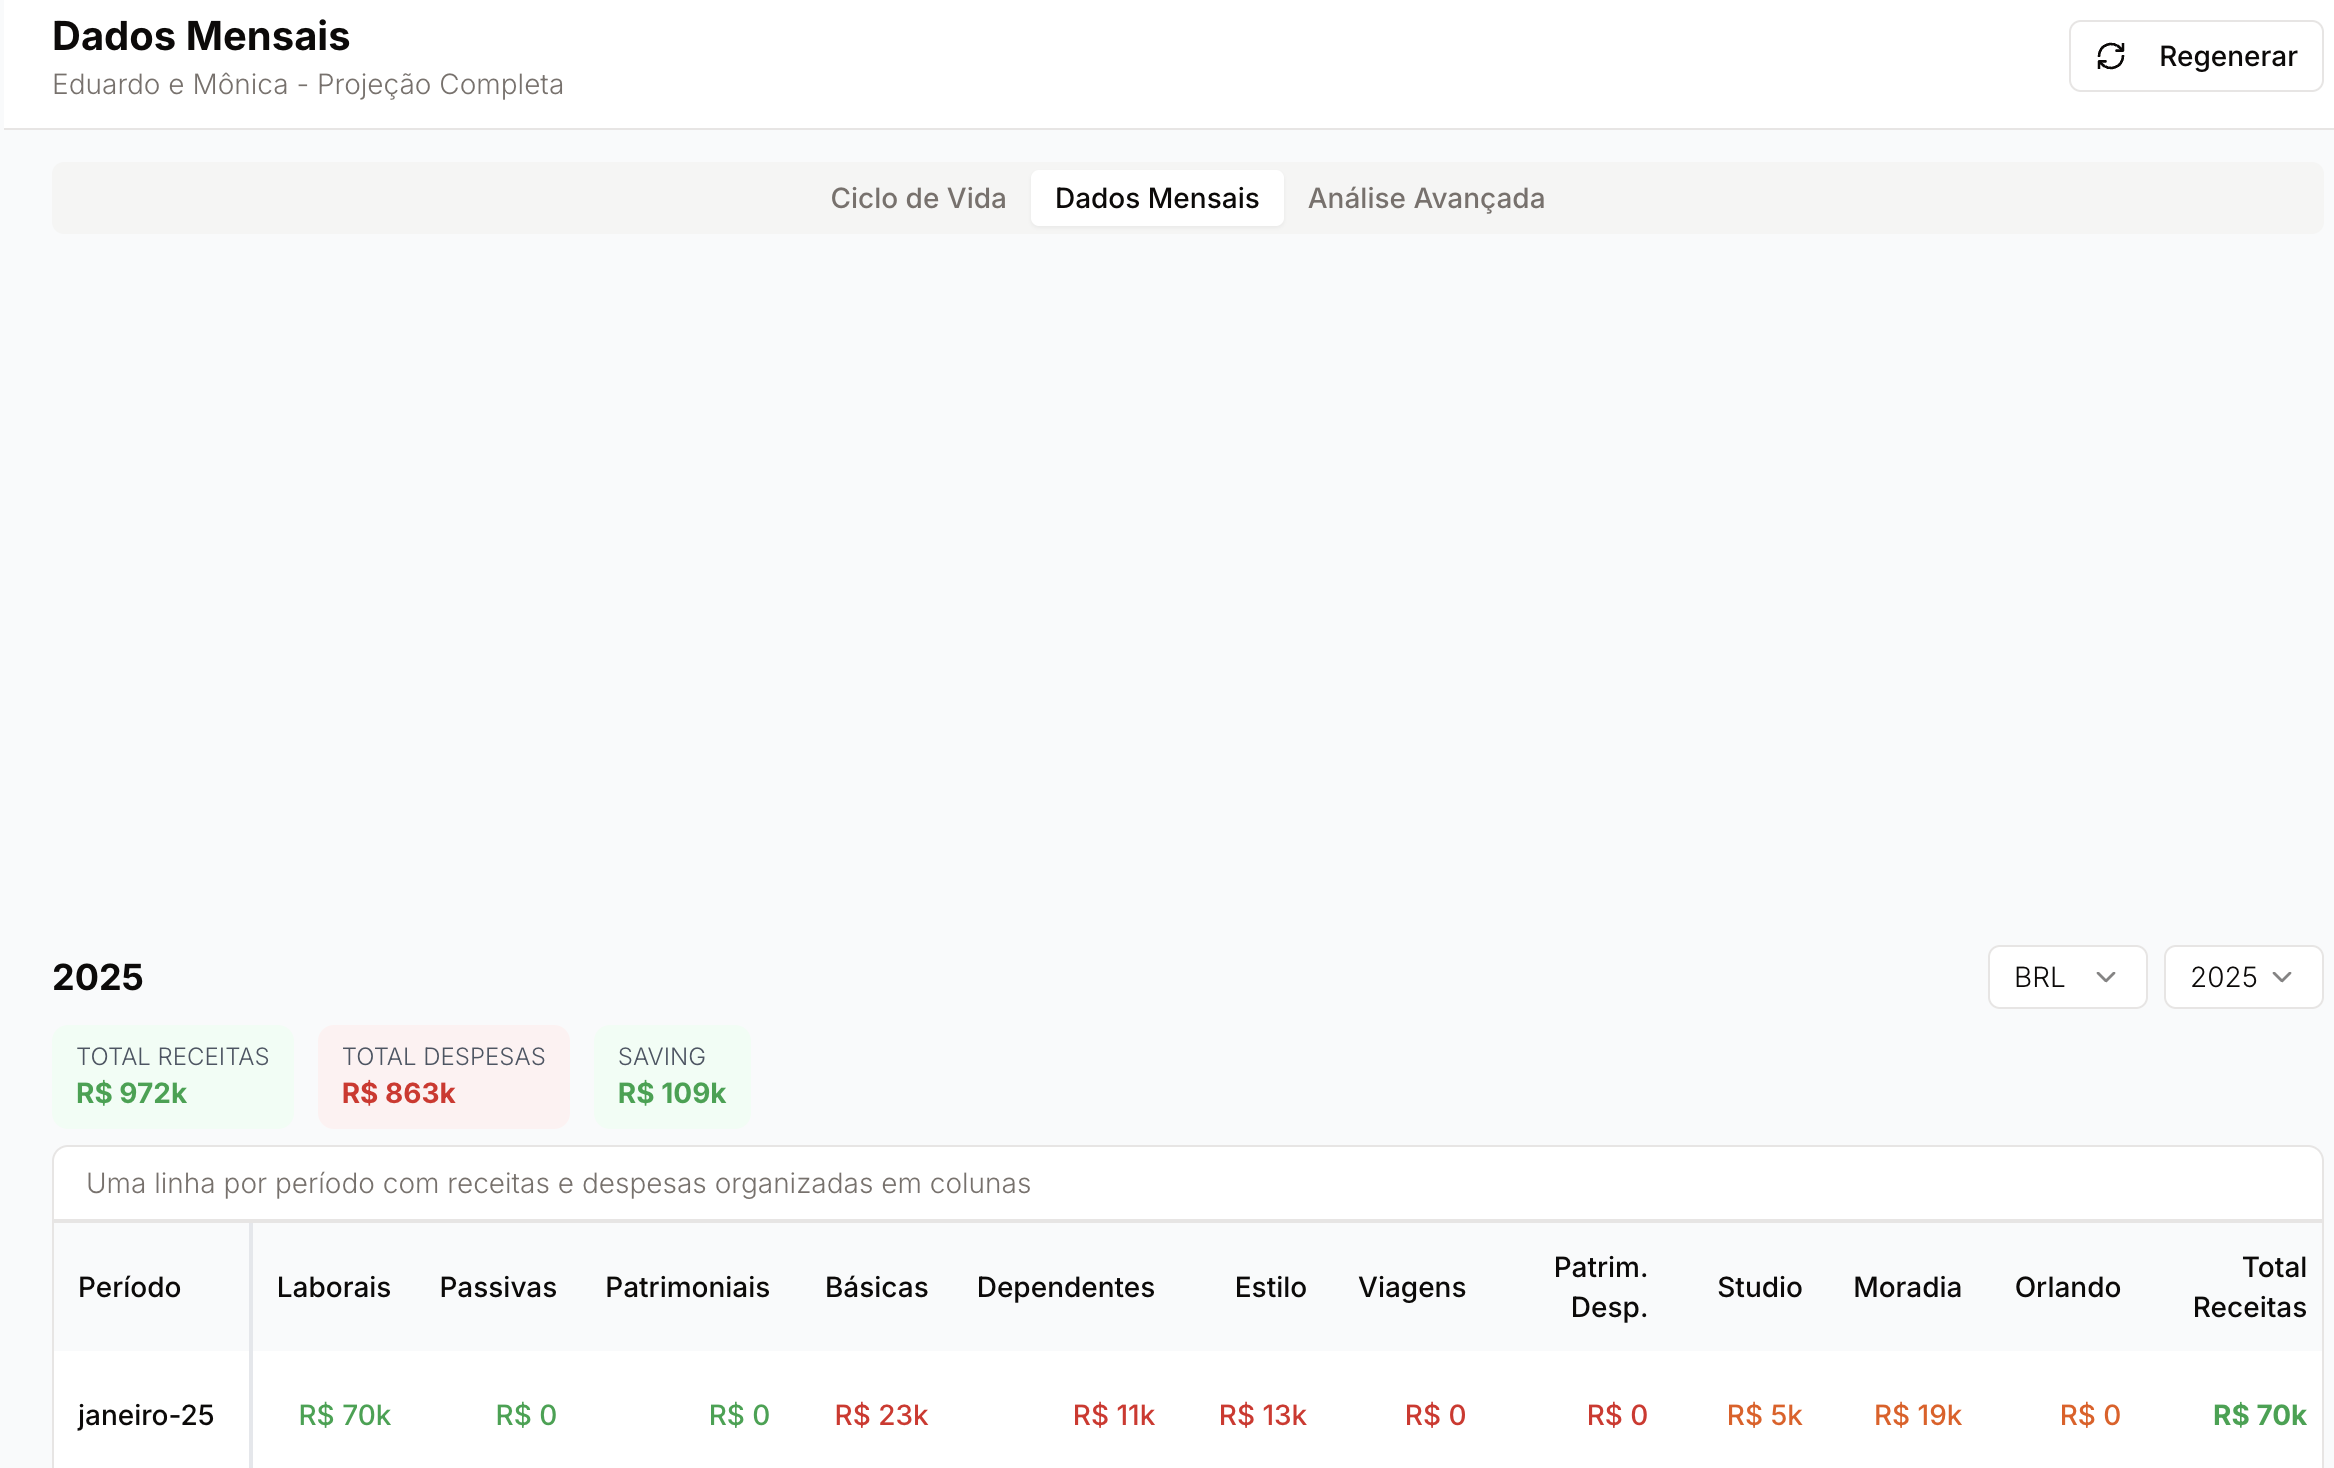 Dados Mensais
Eduardo e Mônica - Projeção Completa
Regenerar
Ciclo de Vida
Dados Mensais
Análise Avançada
2025
BRL
2025
TOTAL RECEITAS
R$ 972k
TOTAL DESPESAS
R$ 863k
SAVING
R$ 109k
Uma linha por período com receitas e despesas organizadas em colunas
Período Laborais Passivas Patrimoniais Básicas Dependentes Estilo Viagens Patrim. Desp. Studio Moradia Orlando Total Receitas
janeiro-25 R$ 70k R$ 0 R$ 0 R$ 23k R$ 11k R$ 13k R$ 0 R$ 0 R$ 5k R$ 19k R$ 0 R$ 70k